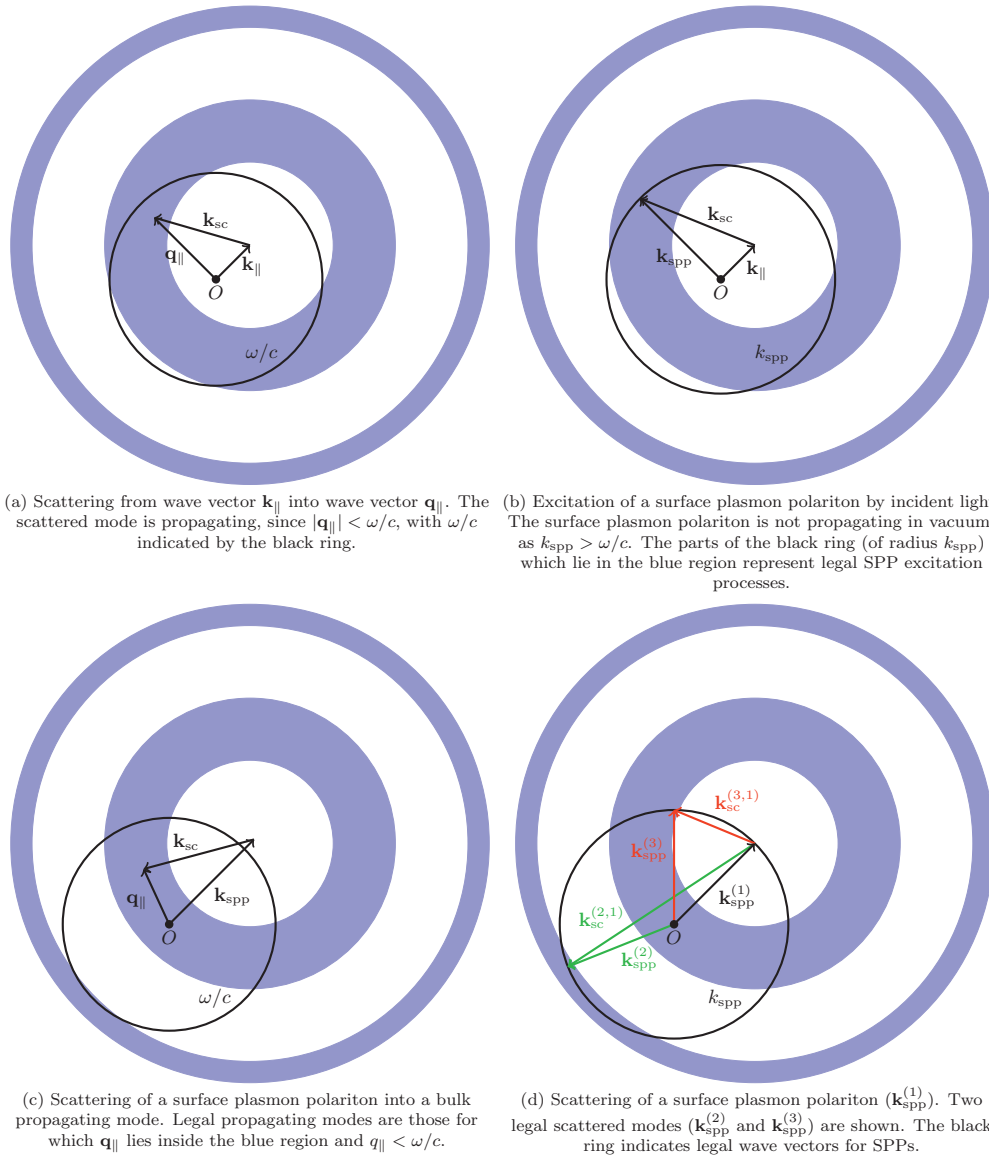 k_sc
q_∥
k_∥
O
ω/c
k_sc
k_spp
k_∥
O
k_spp
(a) Scattering from wave vector k_∥ into wave vector q_∥. The
scattered mode is propagating, since |q_∥| < ω/c, with ω/c
indicated by the black ring.
(b) Excitation of a surface plasmon polariton by incident ligh
The surface plasmon polariton is not propagating in vacuum
as k_spp > ω/c. The parts of the black ring (of radius k_spp)
which lie in the blue region represent legal SPP excitation
processes.
k_sc
q_∥
k_spp
O
ω/c
k_sc^(3,1)
k_spp^(3)
k_spp^(1)
k_sc^(2,1)
O
k_spp^(2)
k_spp
(c) Scattering of a surface plasmon polariton into a bulk
propagating mode. Legal propagating modes are those for
which q_∥ lies inside the blue region and q_∥ < ω/c.
(d) Scattering of a surface plasmon polariton (k_spp^(1)). Two
legal scattered modes (k_spp^(2) and k_spp^(3)) are shown. The black
ring indicates legal wave vectors for SPPs.